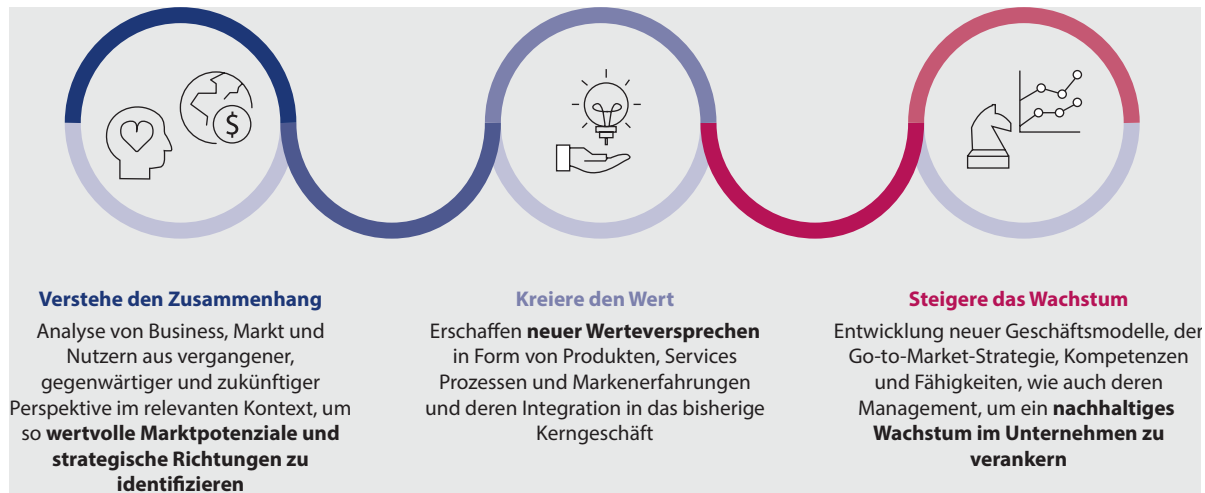 $
Verstehe den Zusammenhang
Analyse von Business, Markt und
Nutzern aus vergangener,
gegenwärtiger und zukünftiger
Perspektive im relevanten Kontext, um
so wertvolle Marktpotenziale und
strategische Richtungen zu
identifizieren
Kreiere den Wert
Erschaffen neuer Werteversprechen
in Form von Produkten, Services
Prozessen und Markenerfahrungen
und deren Integration in das bisherige
Kerngeschäft
Steigere das Wachstum
Entwicklung neuer Geschäftsmodelle, der
Go-to-Market-Strategie, Kompetenzen
und Fähigkeiten, wie auch deren
Management, um ein nachhaltiges
Wachstum im Unternehmen zu
verankern